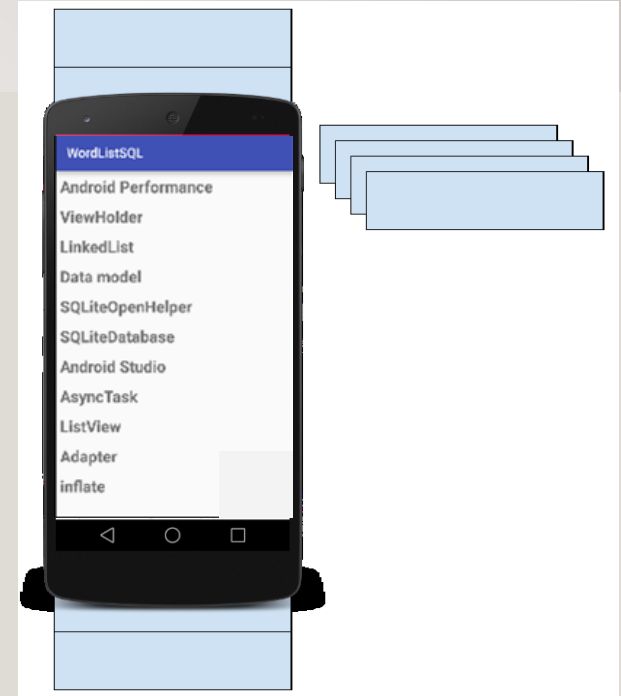 WordListSQL
Android Performance
ViewHolder
LinkedList
Data model
SQLiteOpenHelper
SQLiteDatabase
Android Studio
AsyncTask
ListView
Adapter
inflate